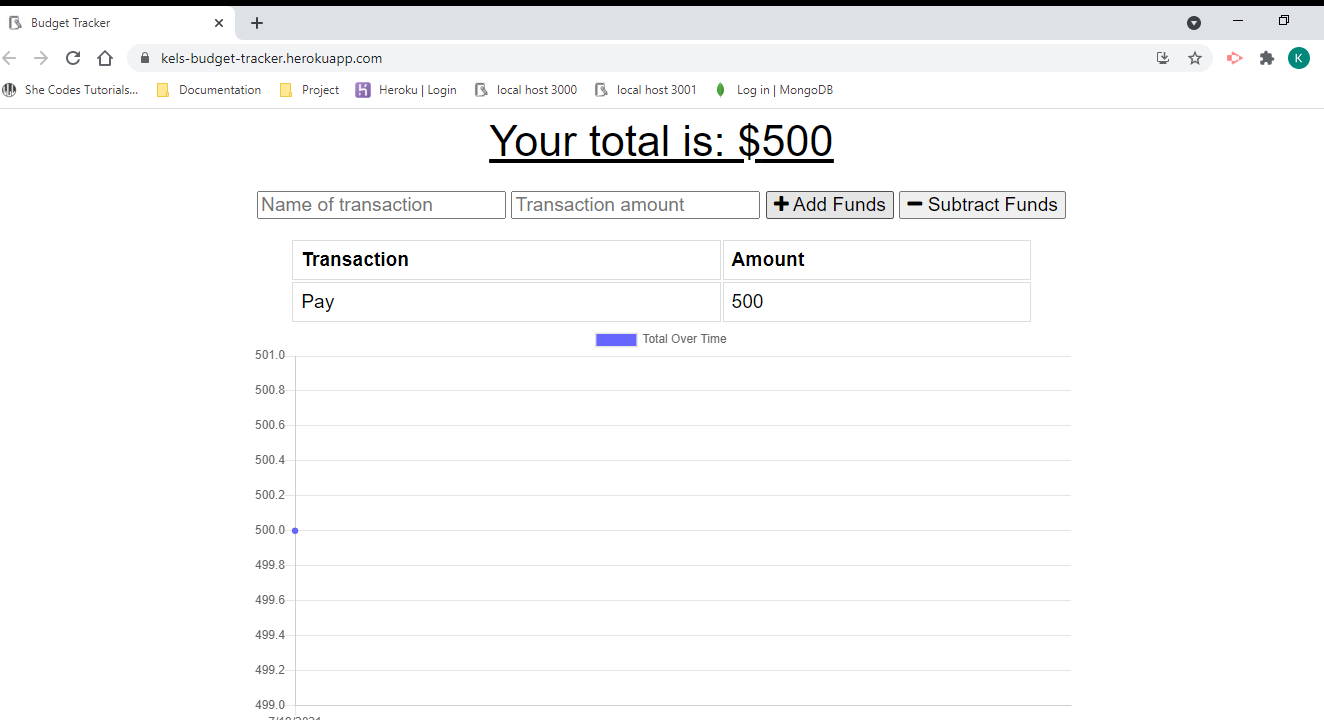 Budget Tracker
kels-budget-tracker.herokuapp.com
K
She Codes Tutorials... Documentation Project Heroku | Login local host 3000 local host 3001 Log in | MongoDB
Your total is: $500
Name of transaction Transaction amount Add Funds Subtract Funds
Transaction Amount
Pay 500
Total Over Time
501.0
500.8
500.6
500.4
500.2
500.0
499.8
499.6
499.4
499.2
499.0